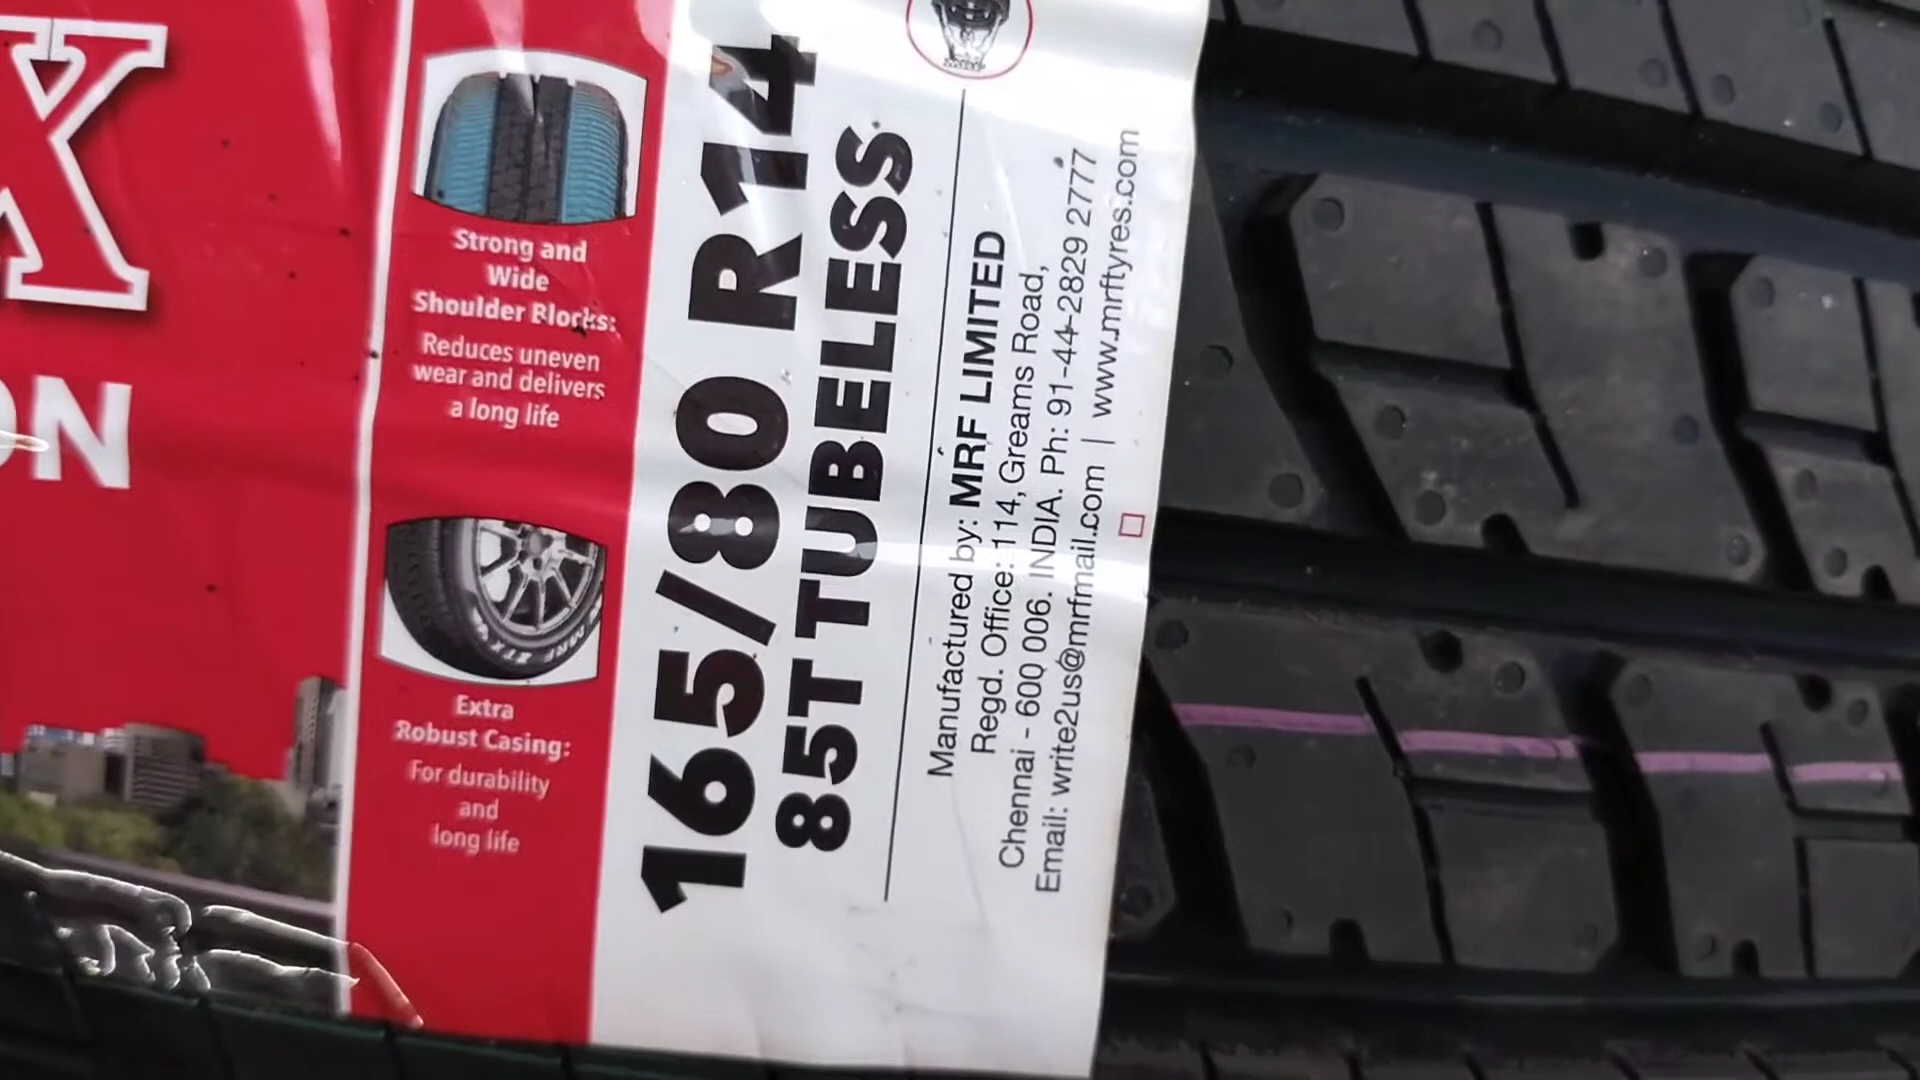 X
ON
Strong and
Wide
Shoulder Blocks:
Reduces uneven
wear and delivers
a long life
Extra
Robust Casing:
For durability
and
long life
165/80 R14
85T TUBELESS
Manufactured by: MRF LIMITED
Regd. Office: 114, Greams Road,
Chennai - 600 006. INDIA. Ph: 91-44-2829 2777
Email: write2us@mrfmail.com | www.mrftyres.com